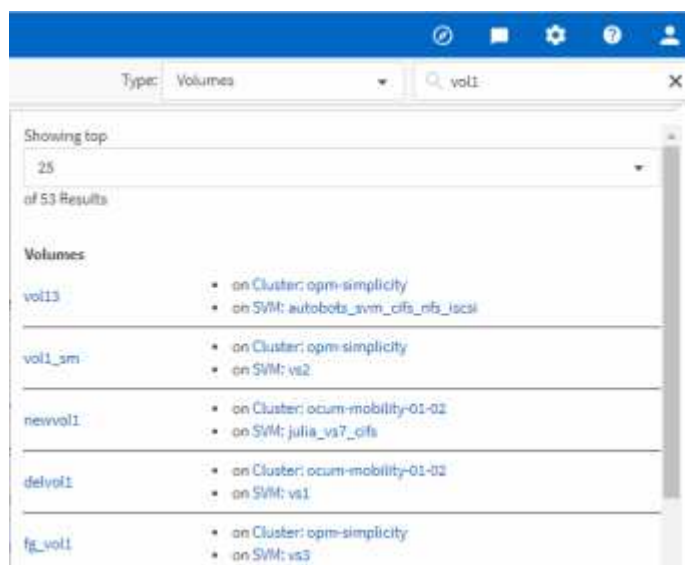 Type: Volumes vol1
Showing top
25
of 53 Results
Volumes
vol13
on Cluster: opm-simplicity
on SVM: autobots_svm_cifs_nfs_iscsi
vol1_sm
on Cluster: opm-simplicity
on SVM: vs2
newvol1
on Cluster: ocum-mobility-01-02
on SVM: julia_vs7_cifs
delvol1
on Cluster: ocum-mobility-01-02
on SVM: vs1
fg_vol1
on Cluster: opm-simplicity
on SVM: vs3